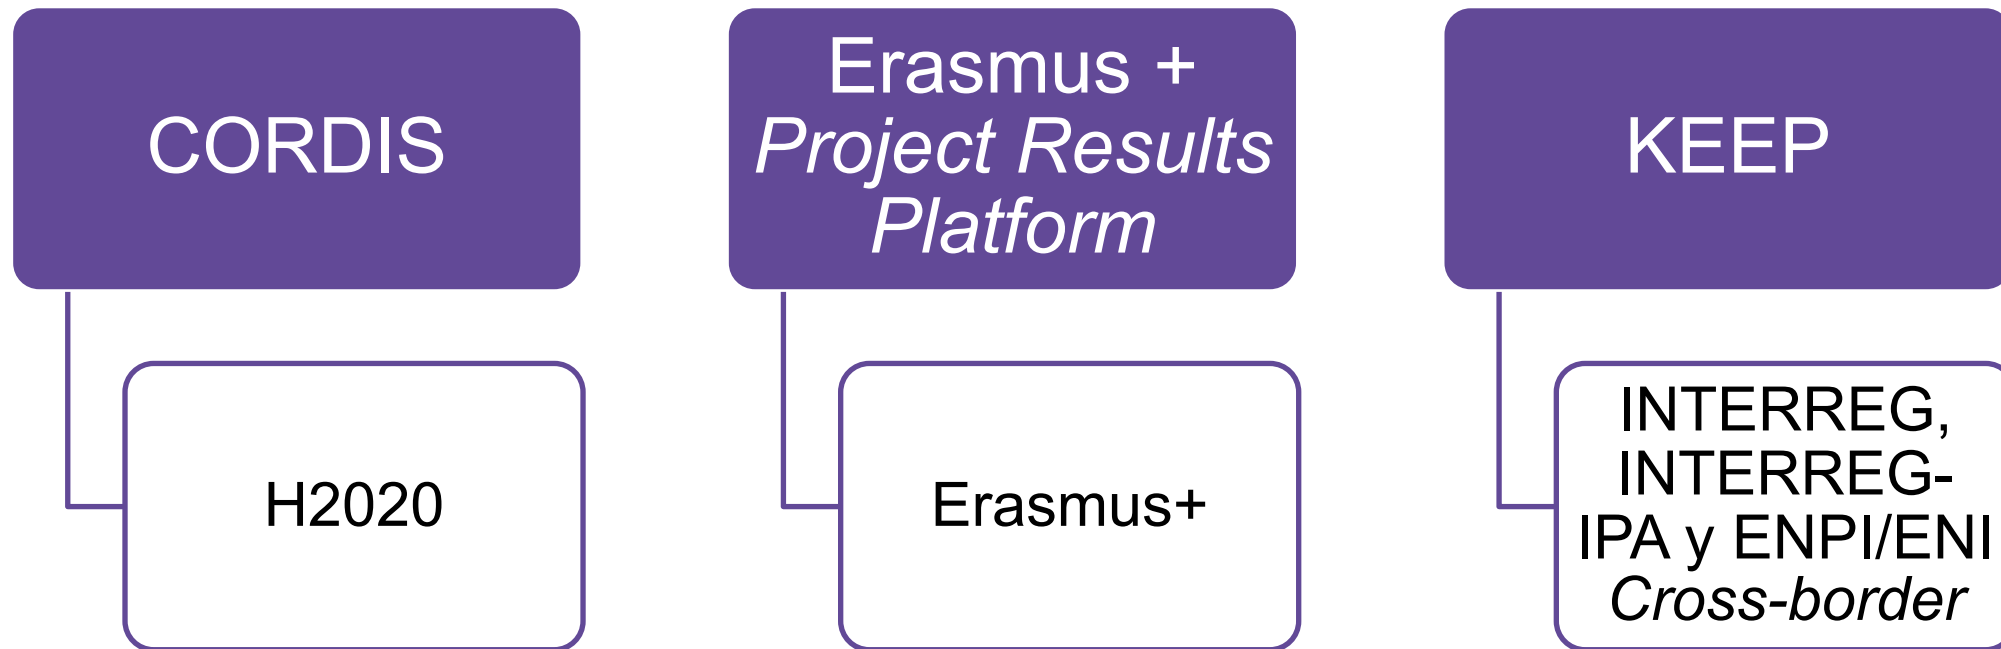 CORDIS
H2020
Erasmus +
Project Results
Platform
Erasmus+
KEEP
INTERREG,
INTERREG-
IPA y ENPI/ENI
Cross-border